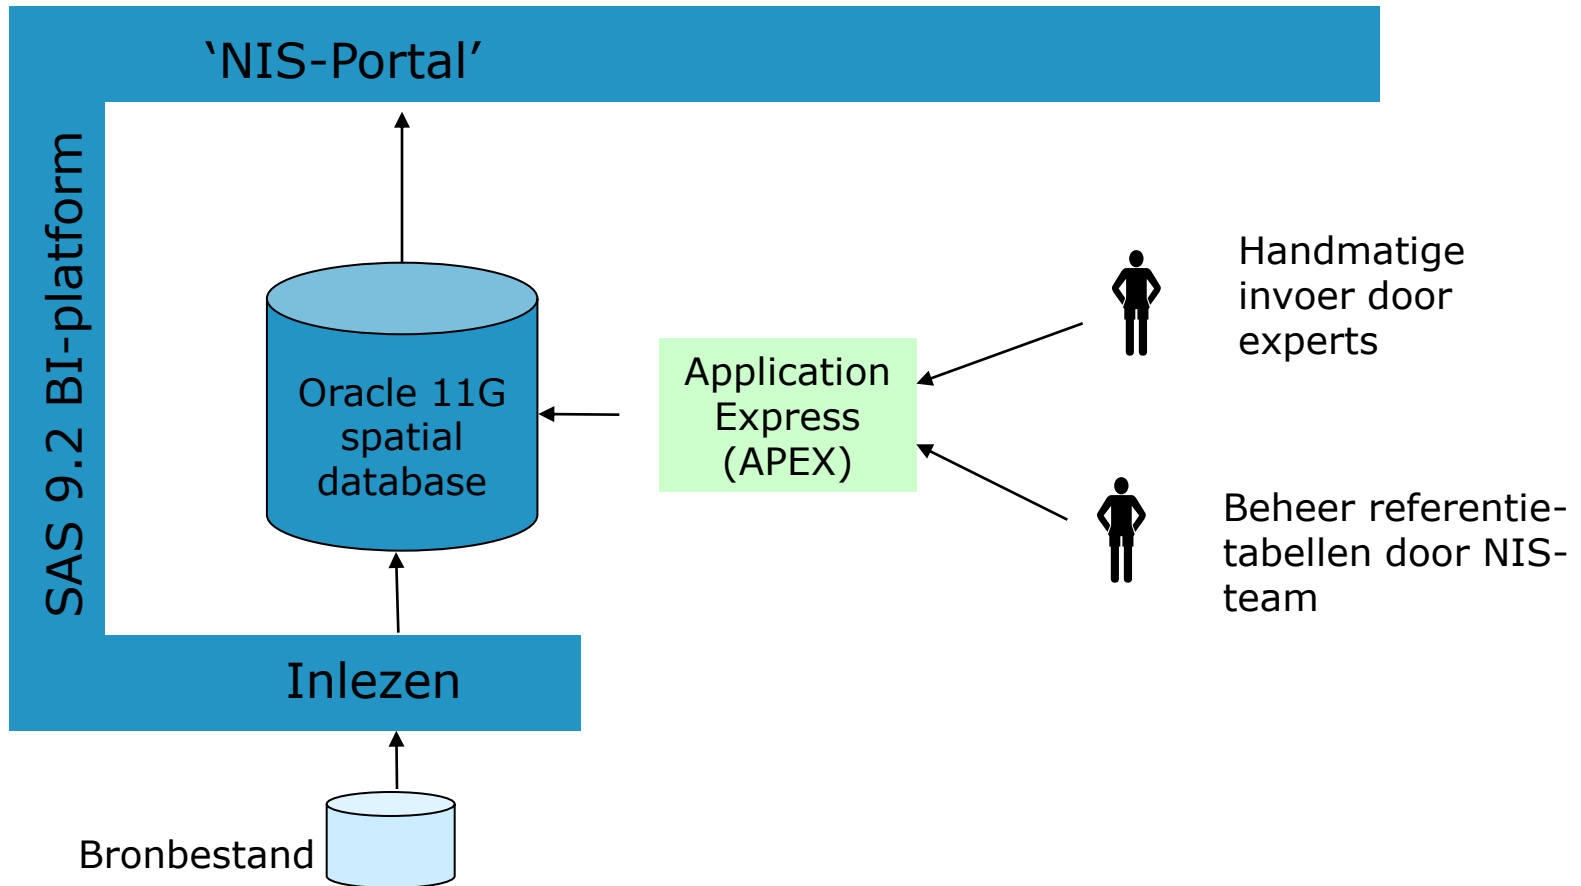 ‘NIS-Portal’
SAS 9.2 BI-platform
Oracle 11G
spatial
database
Application
Express
(APEX)
Handmatige
invoer door
experts
Beheer referentie-
tabellen door NIS-
team
Inlezen
Bronbestand